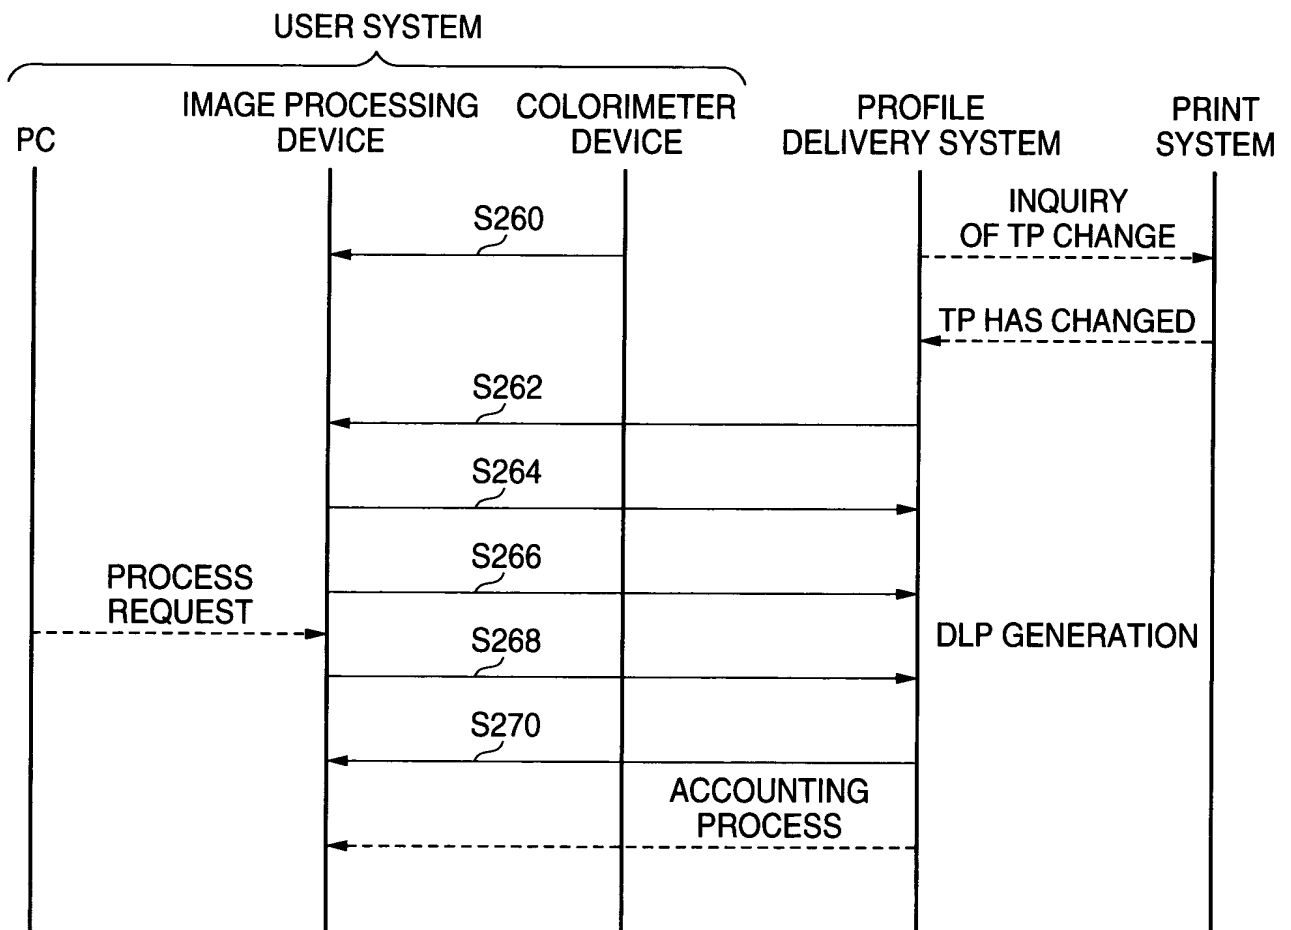 USER SYSTEM
PC
IMAGE PROCESSING
DEVICE
COLORIMETER
DEVICE
PROFILE
DELIVERY SYSTEM
PRINT
SYSTEM
S260
INQUIRY
OF TP CHANGE
TP HAS CHANGED
S262
S264
S266
PROCESS
REQUEST
S268
DLP GENERATION
S270
ACCOUNTING
PROCESS